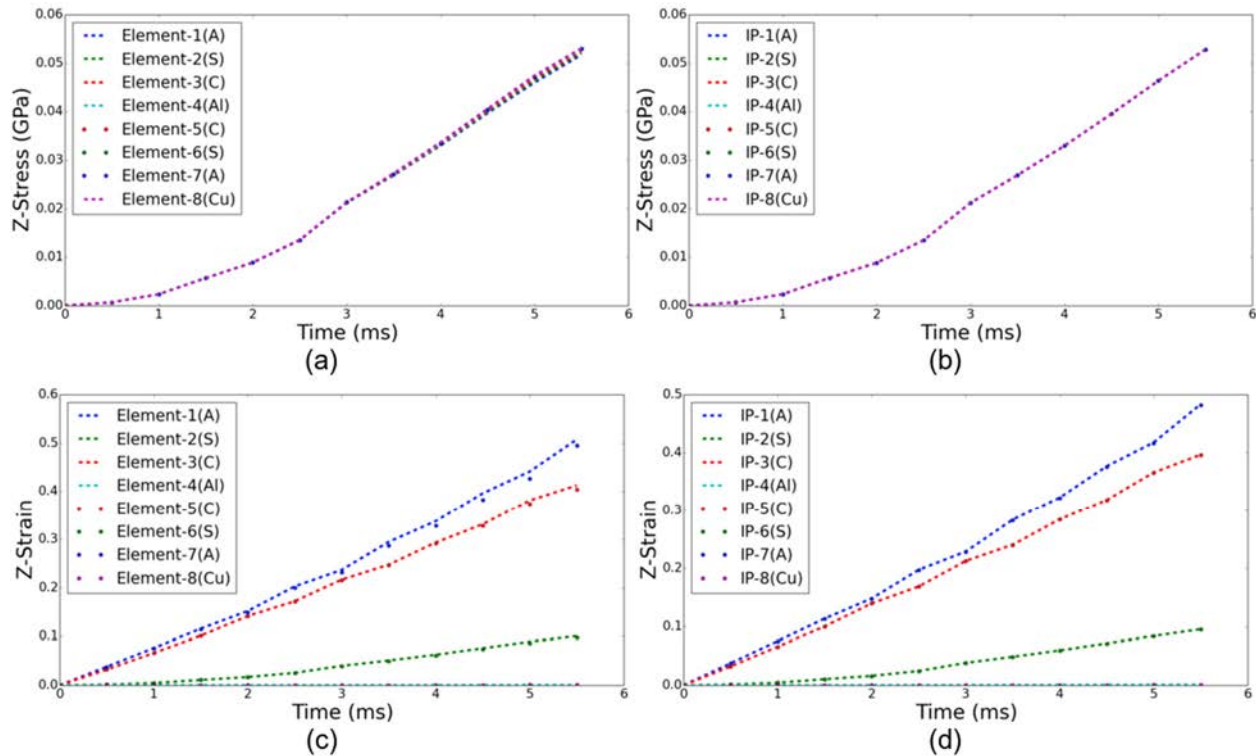 0.06
0.05
0.04
0.03
0.02
0.01
0.00
Z-Stress (GPa)
Element-1(A)
Element-2(S)
Element-3(C)
Element-4(Al)
Element-5(C)
Element-6(S)
Element-7(A)
Element-8(Cu)
0 1 2 3 4 5 6
Time (ms)
(a)
0.06
0.05
0.04
0.03
0.02
0.01
0.00
Z-Stress (GPa)
IP-1(A)
IP-2(S)
IP-3(C)
IP-4(Al)
IP-5(C)
IP-6(S)
IP-7(A)
IP-8(Cu)
0 1 2 3 4 5 6
Time (ms)
(b)
0.6
0.5
0.4
0.3
0.2
0.1
0.0
Z-Strain
Element-1(A)
Element-2(S)
Element-3(C)
Element-4(Al)
Element-5(C)
Element-6(S)
Element-7(A)
Element-8(Cu)
0 1 2 3 4 5 6
Time (ms)
(c)
0.5
0.4
0.3
0.2
0.1
0.0
Z-Strain
IP-1(A)
IP-2(S)
IP-3(C)
IP-4(Al)
IP-5(C)
IP-6(S)
IP-7(A)
IP-8(Cu)
0 1 2 3 4 5 6
Time (ms)
(d)